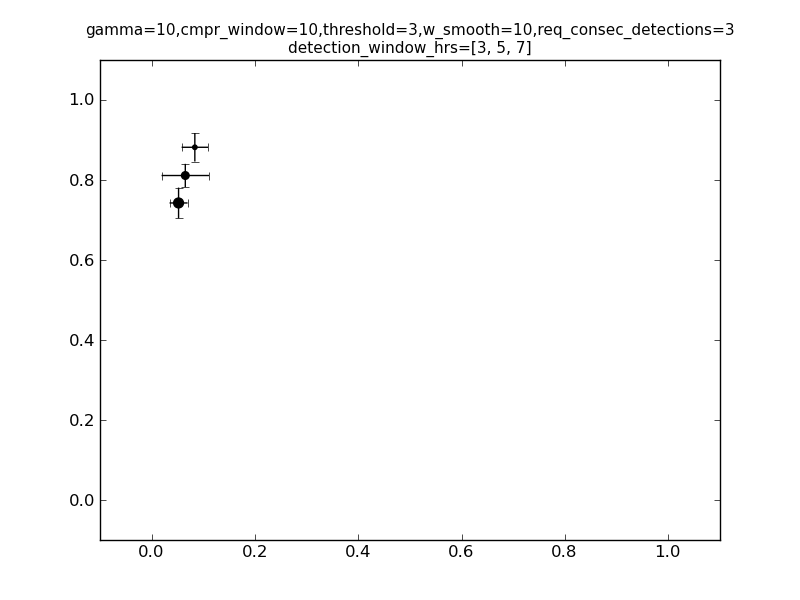 gamma=10,cmpr_window=10,threshold=3,w_smooth=10,req_consec_detections=3
detection_window_hrs=[3, 5, 7]
1.0
0.8
0.6
0.4
0.2
0.0
0.0 0.2 0.4 0.6 0.8 1.0